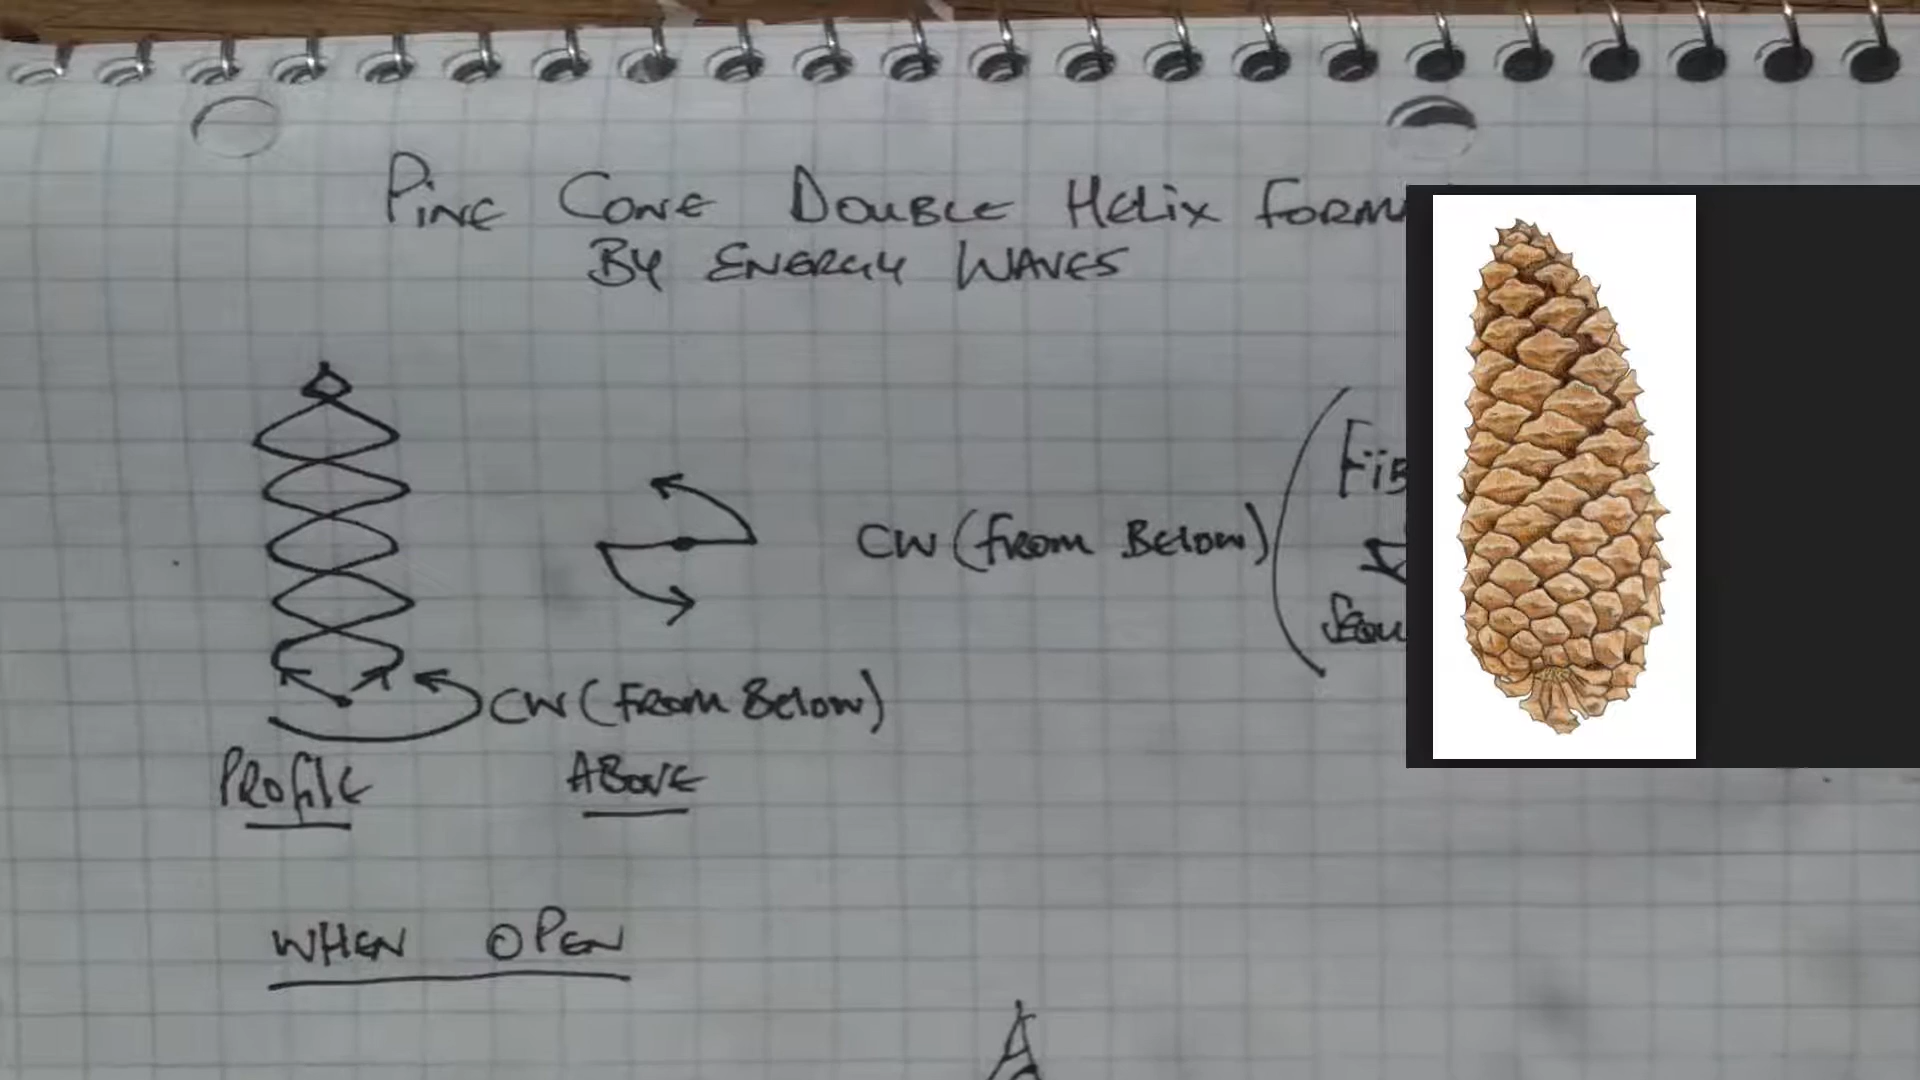 Pine Cone Double Helix Form
By Energy Waves
CW (From Below)
CW (From Below)
Profile
Above
When Open